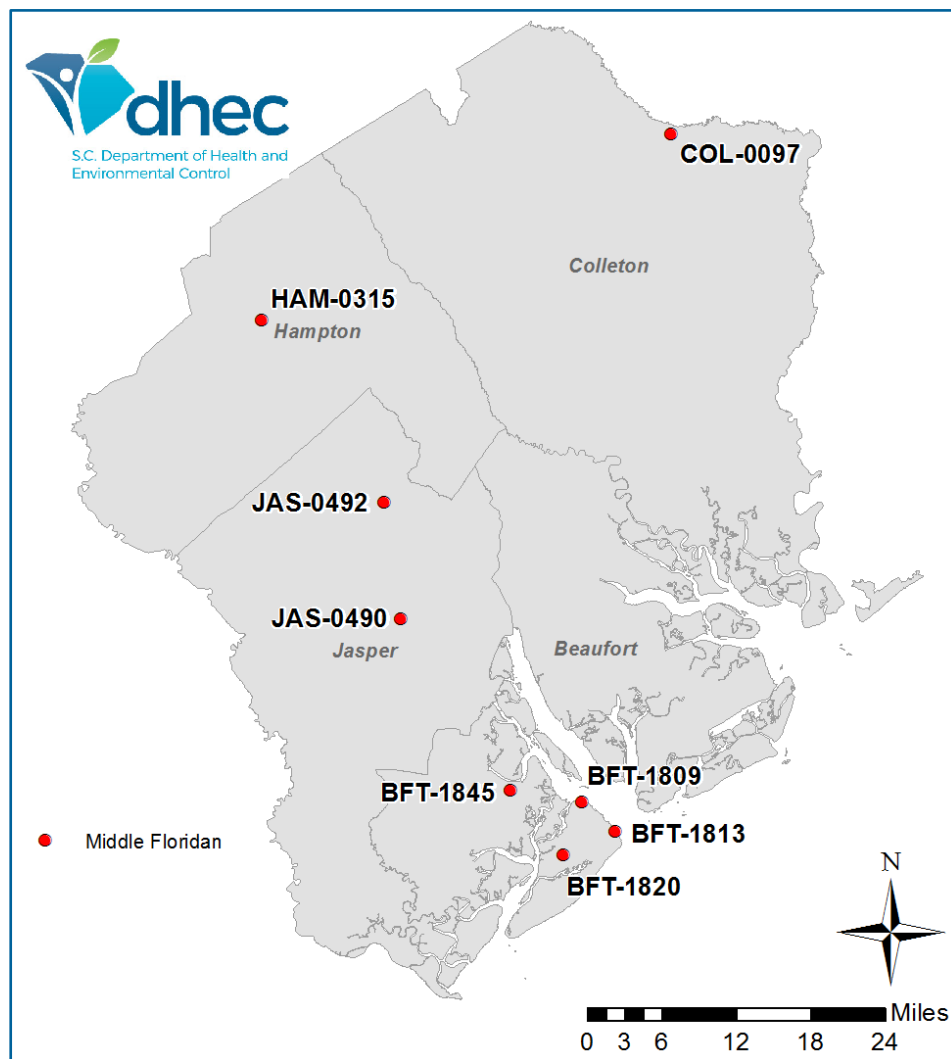 dhec
S.C. Department of Health and
Environmental Control
COL-0097
Colleton
HAM-0315
Hampton
JAS-0492
JAS-0490
Jasper
Beaufort
BFT-1809
BFT-1845
BFT-1813
Middle Floridan
BFT-1820
N
Miles
0 3 6 12 18 24